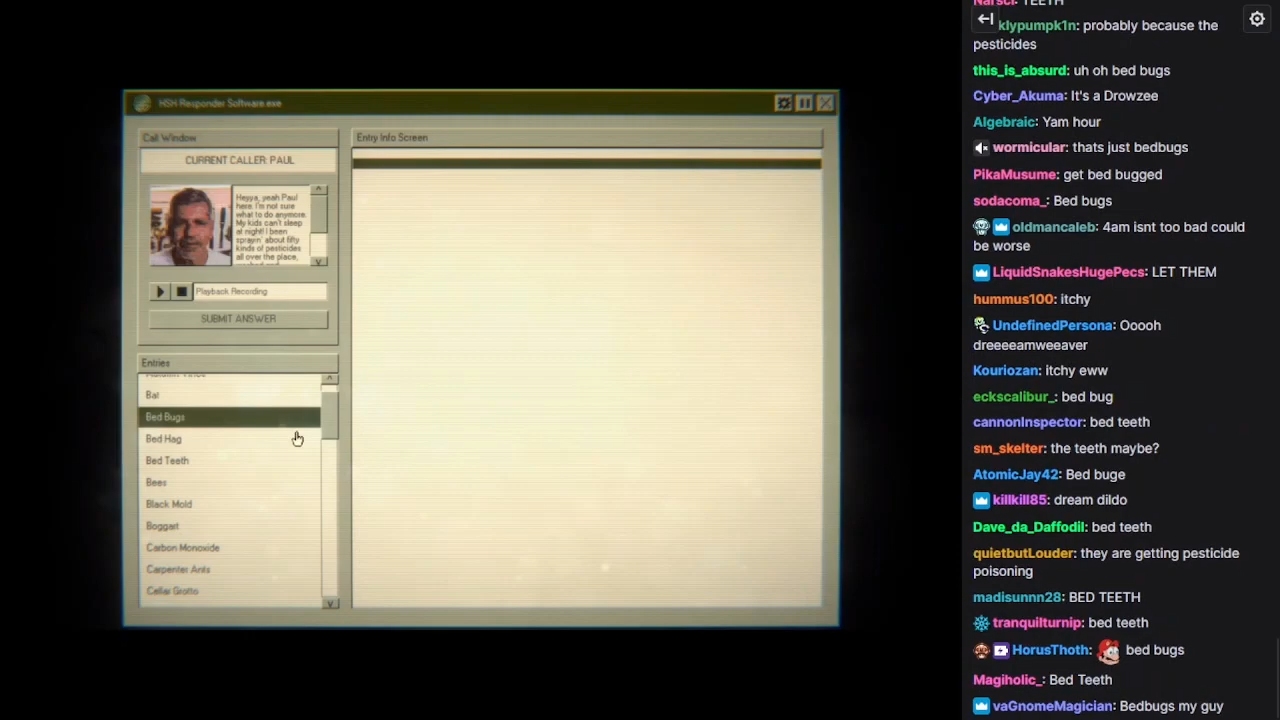 HSH Responder Software.exe
Call Window
CURRENT CALLER: PAUL
Heyya, yeah Paul
here. I'm not sure
what to do anymore.
My kids can't sleep
at night! I been
sprayin' about fifty
kinds of pesticides
all over the place,
Playback Recording
SUBMIT ANSWER
Entries
Bat
Bed Bugs
Bed Hag
Bed Teeth
Bees
Black Mold
Boggart
Carbon Monoxide
Carpenter Ants
Cellar Grotto
Entry Info Screen
TEETH
klypumpk1n: probably because the
pesticides
this_is_absurd: uh oh bed bugs
Cyber_Akuma: It's a Drowzee
Algebraic: Yam hour
wormicular: thats just bedbugs
PikaMusume: get bed bugged
sodacoma_: Bed bugs
oldmancaleb: 4am isnt too bad could
be worse
LiquidSnakesHugePecs: LET THEM
hummus100: itchy
UndefinedPersona: Ooooh
dreeeeamweeaver
Kouriozan: itchy eww
eckscalibur_: bed bug
cannonInspector: bed teeth
sm_skelter: the teeth maybe?
AtomicJay42: Bed buge
killkill85: dream dildo
Dave_da_Daffodil: bed teeth
quietbutLouder: they are getting pesticide
poisoning
madisunnn28: BED TEETH
tranquilturnip: bed teeth
HorusThoth: bed bugs
Magiholic_: Bed Teeth
vaGnomeMagician: Bedbugs my guy